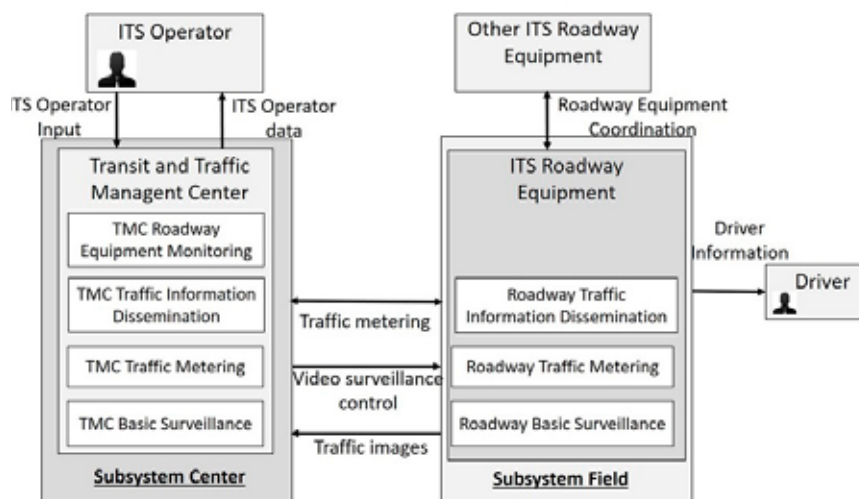 ITS Operator
Other ITS Roadway
Equipment
ITS Operator
Input
ITS Operator
data
Roadway Equipment
Coordination
Transit and Traffic
Managent Center
TMC Roadway
Equipment Monitoring
TMC Traffic Information
Dissemination
TMC Traffic Metering
TMC Basic Surveillance
Subsystem Center
Traffic metering
Video surveillance
control
Traffic images
ITS Roadway
Equipment
Roadway Traffic
Information Dissemination
Roadway Traffic Metering
Roadway Basic Surveillance
Subsystem Field
Driver
Information
Driver